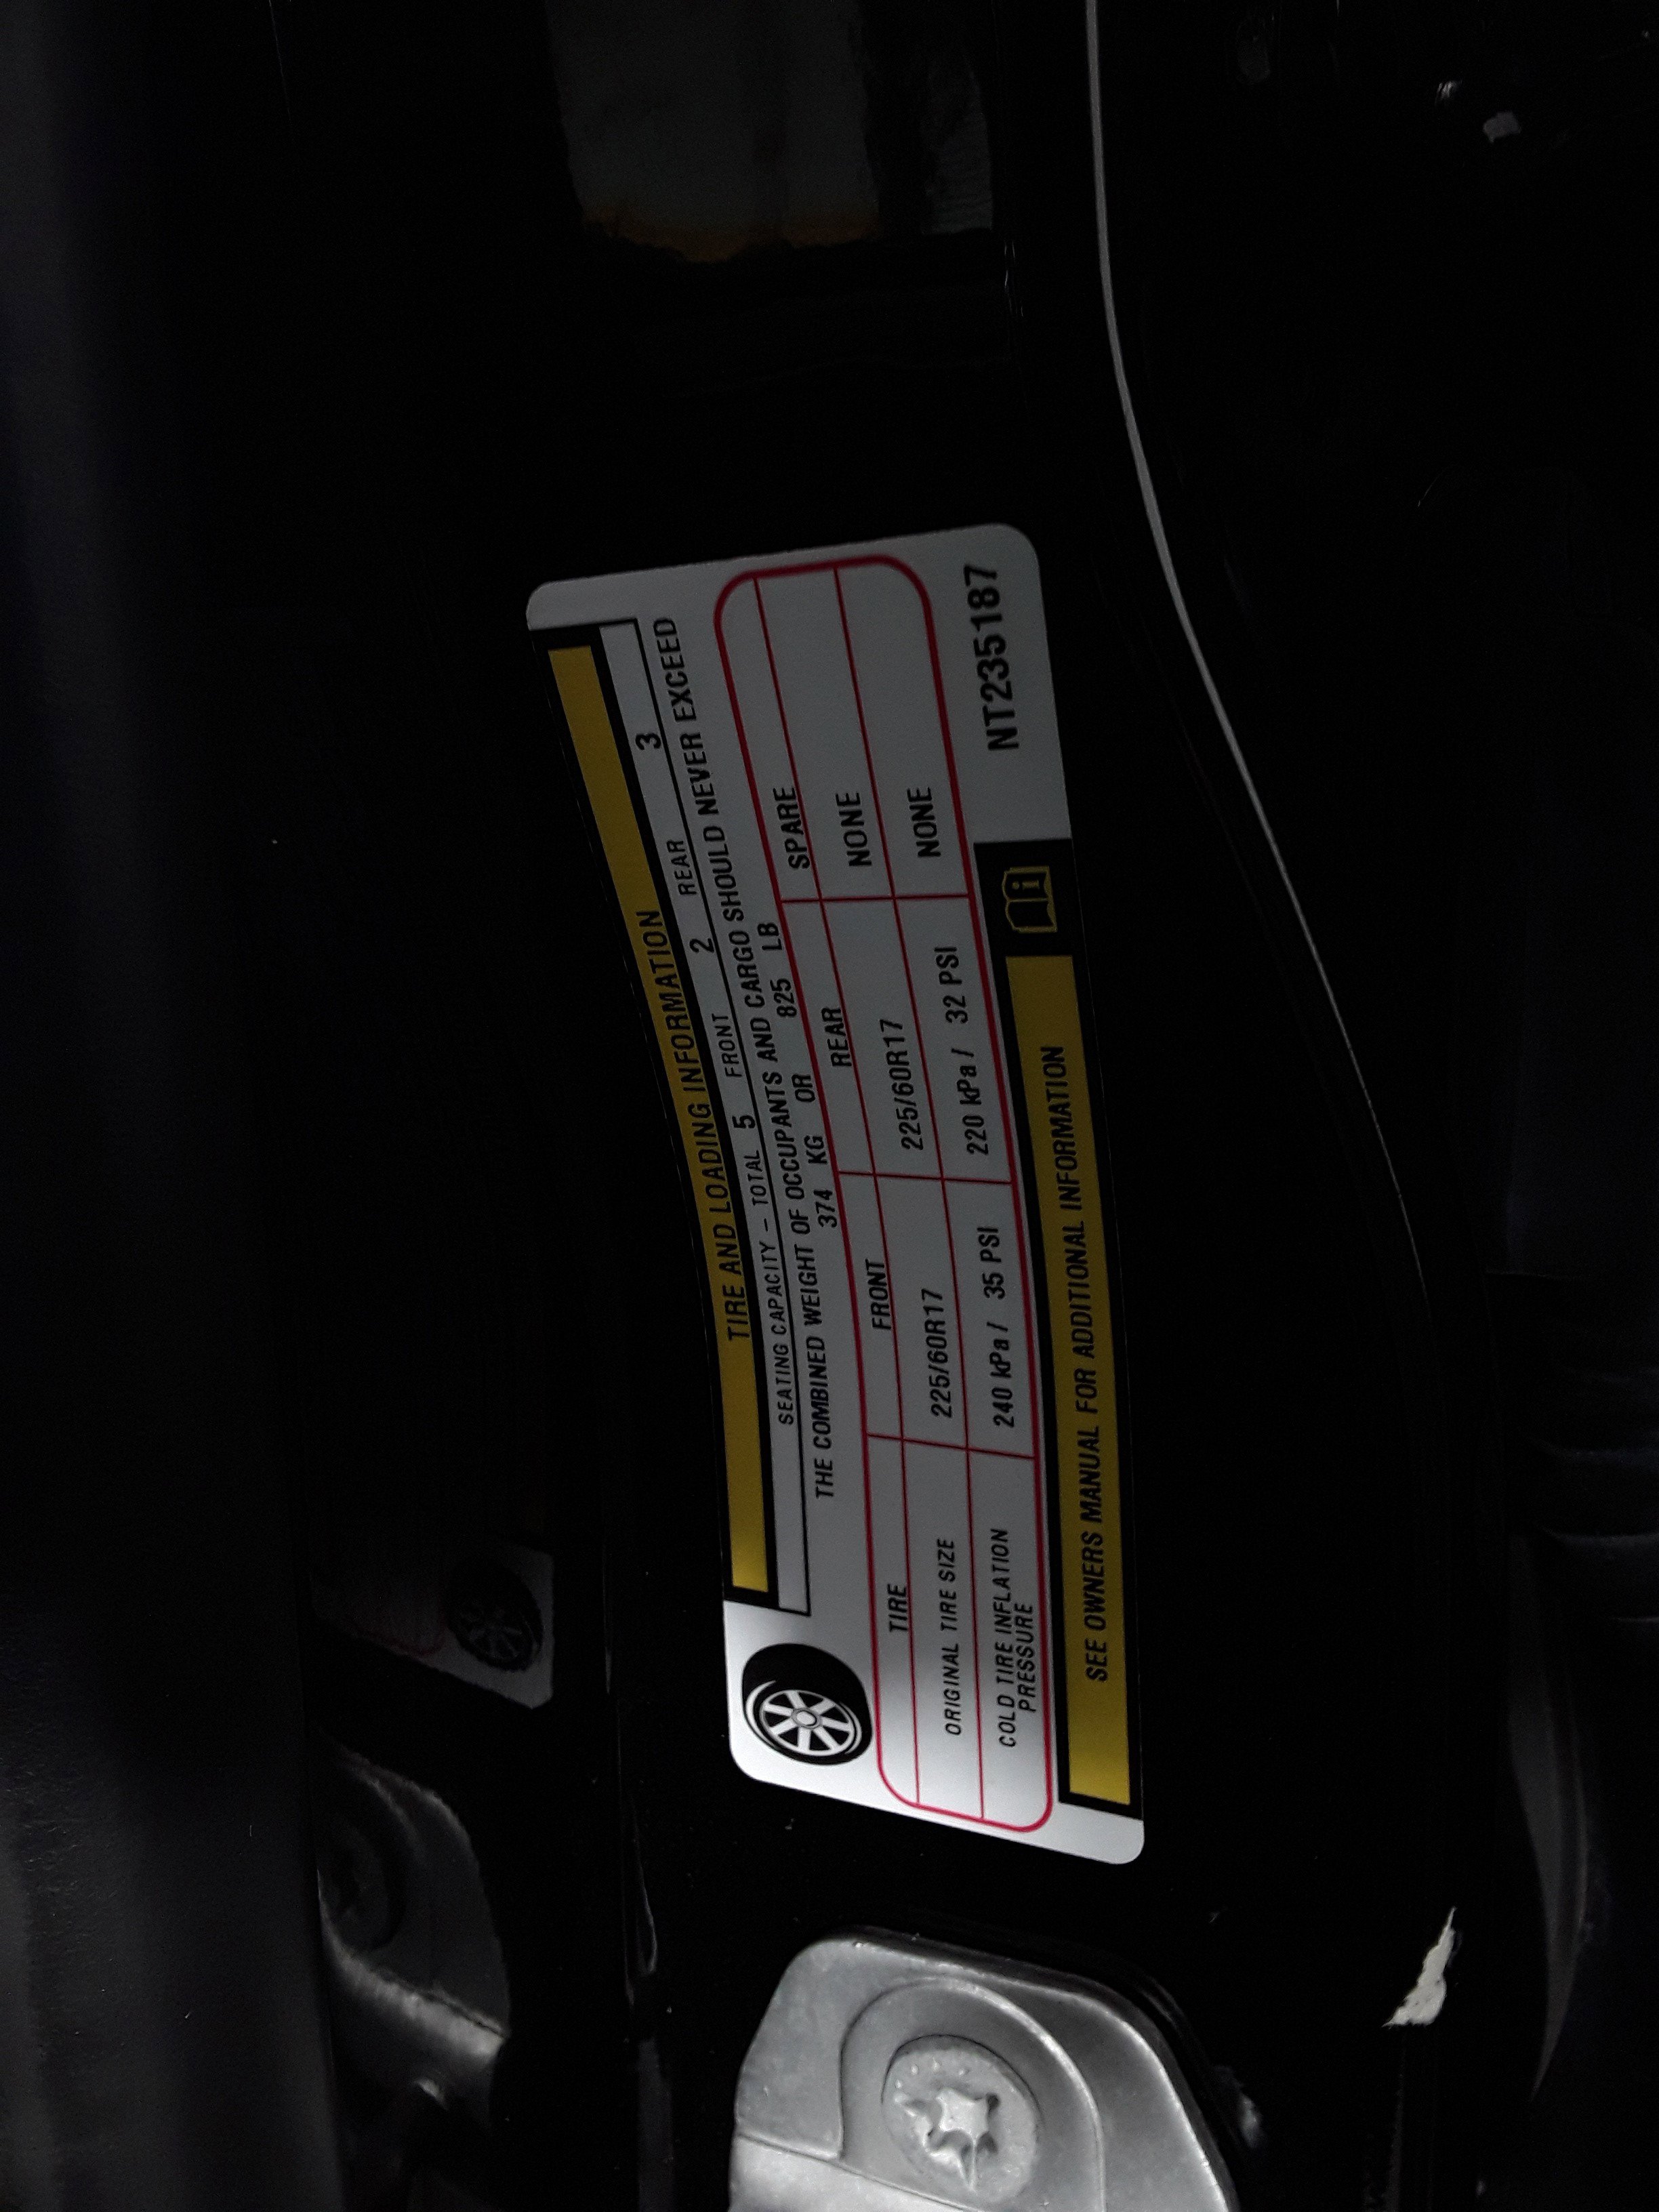 TIRE AND LOADING INFORMATION
SEATING CAPACITY – TOTAL 5 FRONT 2 REAR 3
THE COMBINED WEIGHT OF OCCUPANTS AND CARGO SHOULD NEVER EXCEED
374 KG OR 825 LB
TIRE FRONT REAR SPARE
ORIGINAL TIRE SIZE 225/60R17 225/60R17 NONE
COLD TIRE INFLATION PRESSURE 240 kPa / 35 PSI 220 kPa / 32 PSI NONE
SEE OWNERS MANUAL FOR ADDITIONAL INFORMATION
NT235187